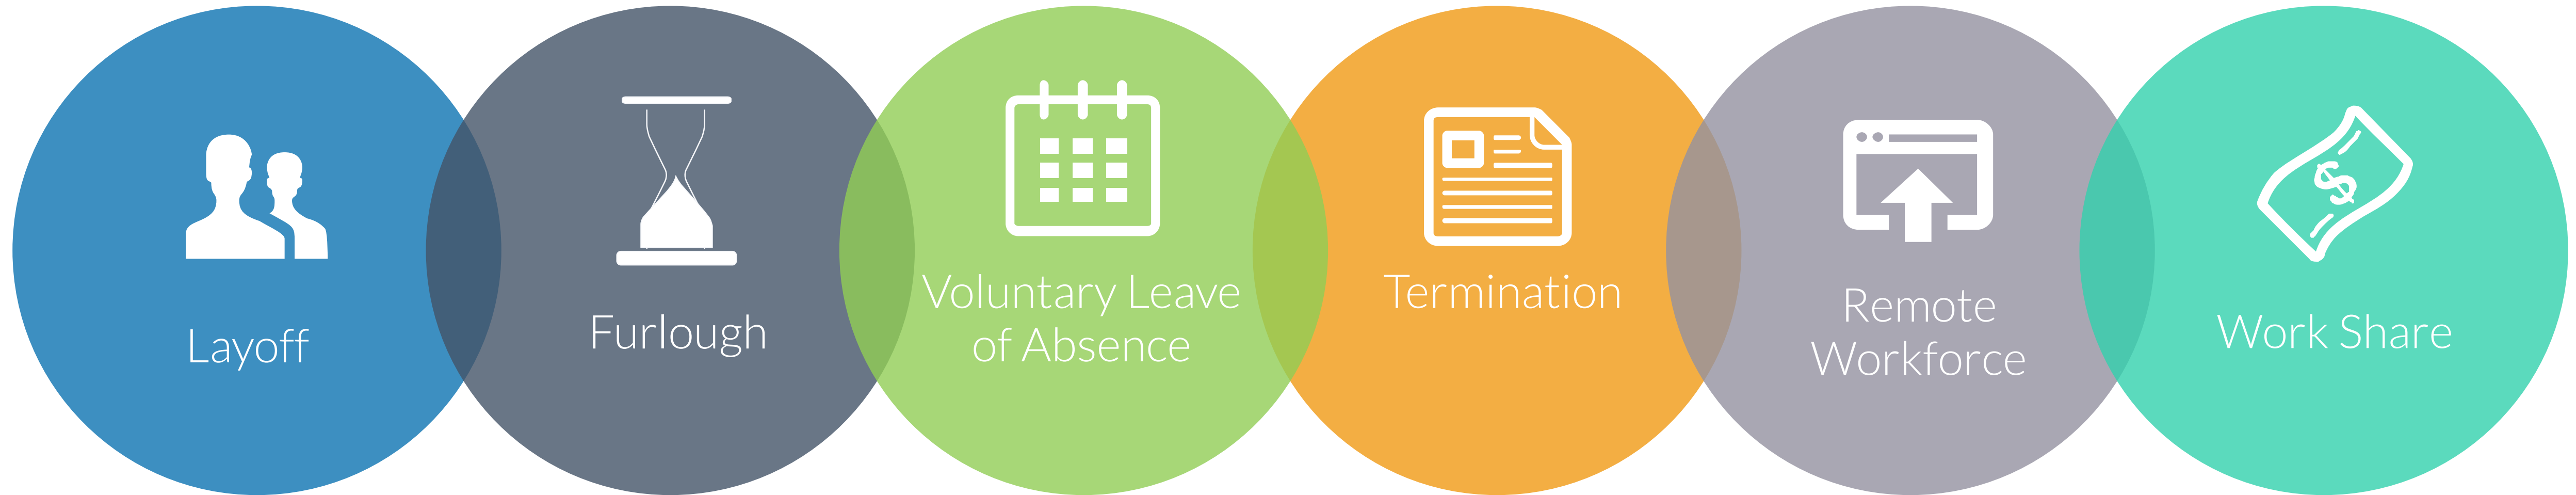 Layoff
Furlough
Voluntary Leave
of Absence
Termination
Remote
Workforce
$
Work Share